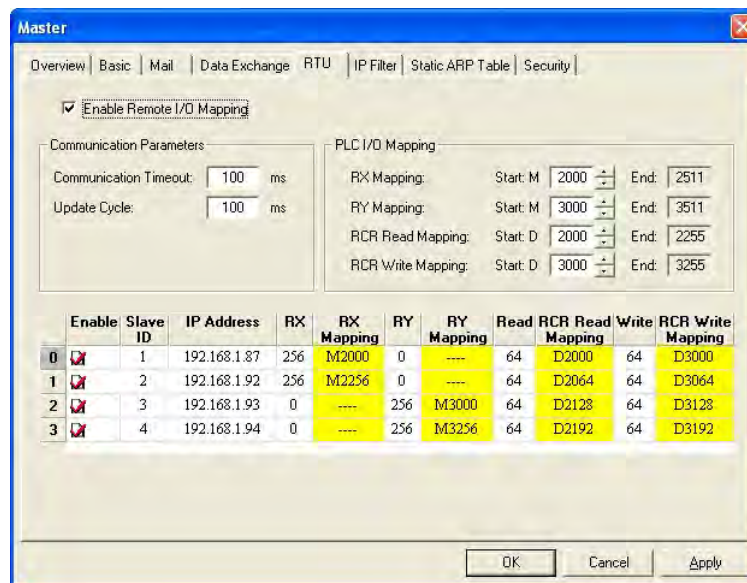 Master
Overview Basic Mail Data Exchange RTU IP Filter Static ARP Table Security
Enable Remote I/O Mapping
Communication Parameters
Communication Timeout: 100 ms
Update Cycle: 100 ms
PLC I/O Mapping
RX Mapping: Start: M 2000 End: 2511
RY Mapping: Start: M 3000 End: 3511
RCR Read Mapping: Start: D 2000 End: 2255
RCR Write Mapping: Start: D 3000 End: 3255
Enable Slave ID IP Address RX RX Mapping RY RY Mapping Read RCR Read Mapping Write RCR Write Mapping
0 1 192.168.1.87 256 M2000 0 ---- 64 D2000 64 D3000
1 2 192.168.1.92 256 M2256 0 ---- 64 D2064 64 D3064
2 3 192.168.1.93 0 ---- 256 M3000 64 D2128 64 D3128
3 4 192.168.1.94 0 ---- 256 M3256 64 D2192 64 D3192
OK Cancel Apply